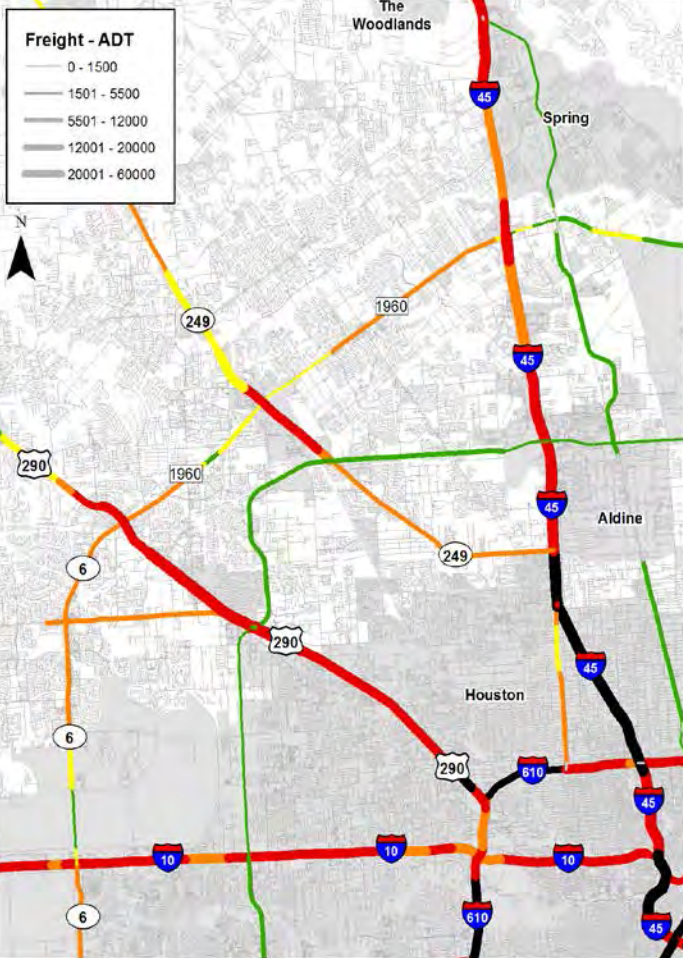 The
Woodlands
Freight - ADT
0 - 1500
1501 - 5500
5501 - 12000
12001 - 20000
20001 - 60000
45
Spring
N
1960
249
45
290
1960
45
Aldine
249
6
290
45
Houston
6
290
610
45
10
10
10
6
610
45